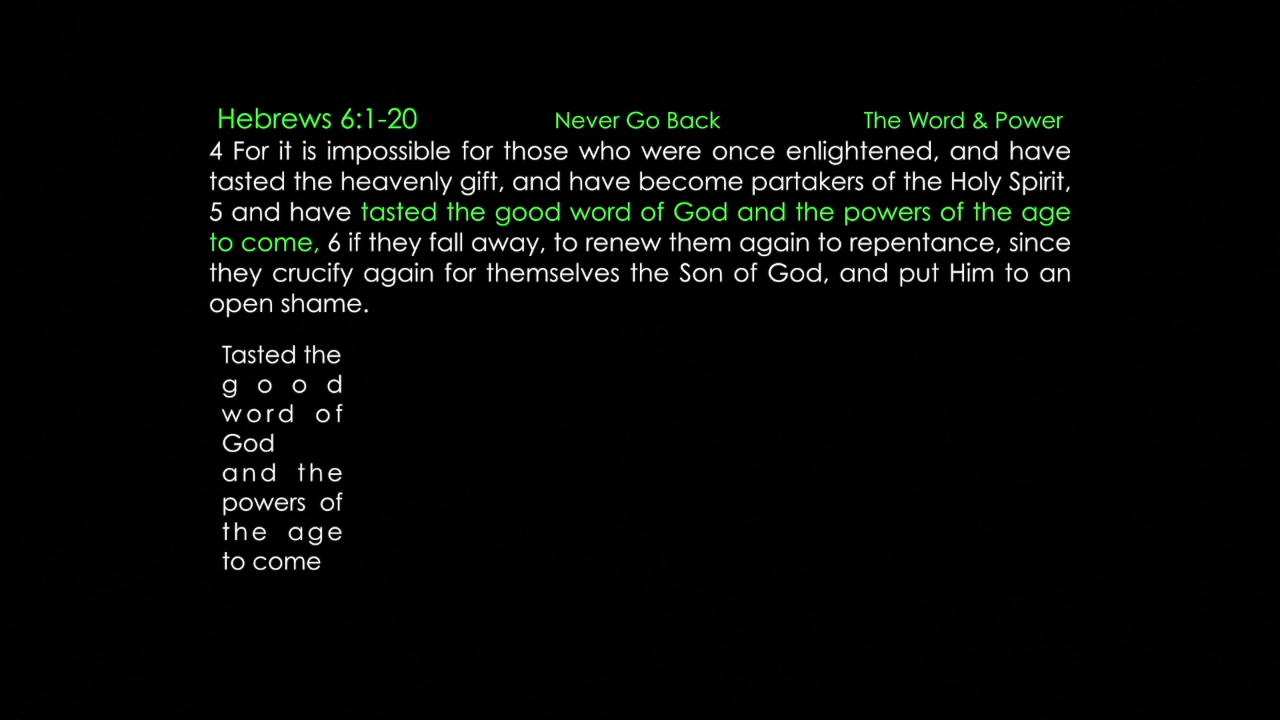 Hebrews 6:1-20 Never Go Back The Word & Power
4 For it is impossible for those who were once enlightened, and have
tasted the heavenly gift, and have become partakers of the Holy Spirit,
5 and have tasted the good word of God and the powers of the age
to come, 6 if they fall away, to renew them again to repentance, since
they crucify again for themselves the Son of God, and put Him to an
open shame.
Tasted the
good
word of
God
and the
powers of
the age
to come